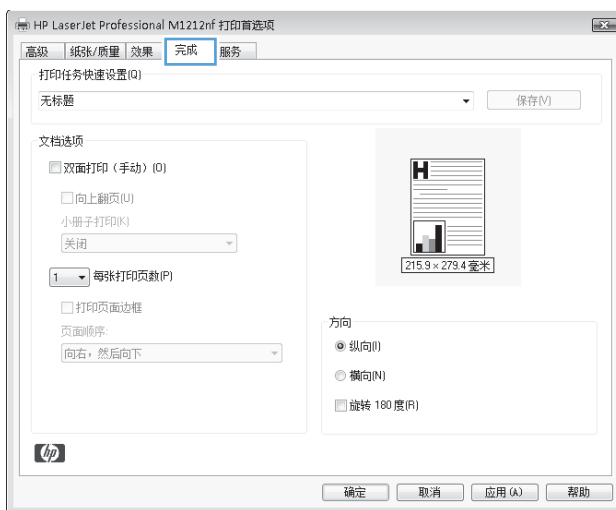 HP LaserJet Professional M1212nf 打印首选项
高级 纸张/质量 效果 完成 服务
打印任务快速设置(Q)
无标题 保存(V)
文档选项
双面打印（手动）(O)
向上翻页(U)
小册子打印(K)
关闭
1 每张打印页数(P)
打印页面边框
页面顺序:
向右，然后向下
H
215.9 × 279.4 毫米
方向
纵向(I)
横向(N)
旋转 180 度(R)
hp
确定 取消 应用(A) 帮助